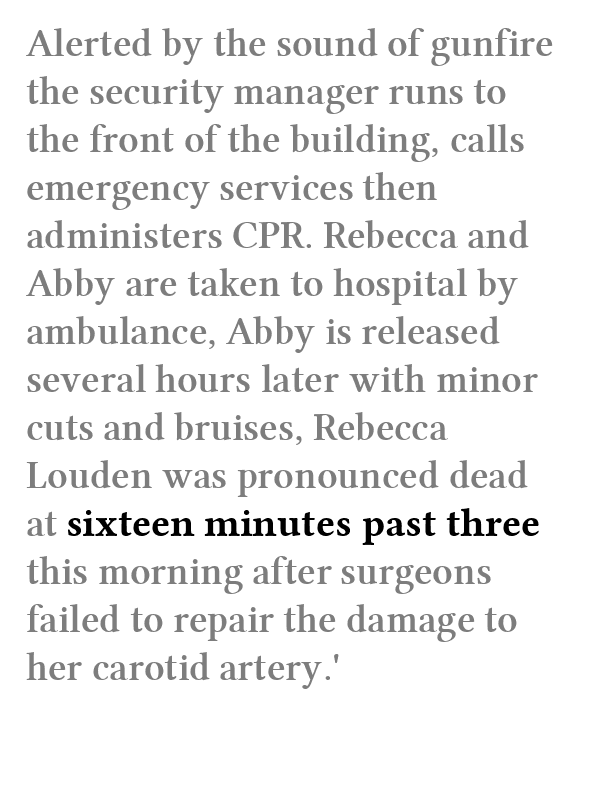 Alerted by the sound of gunfire
the security manager runs to
the front of the building, calls
emergency services then
administers CPR. Rebecca and
Abby are taken to hospital by
ambulance, Abby is released
several hours later with minor
cuts and bruises, Rebecca
Louden was pronounced dead
at sixteen minutes past three
this morning after surgeons
failed to repair the damage to
her carotid artery.'